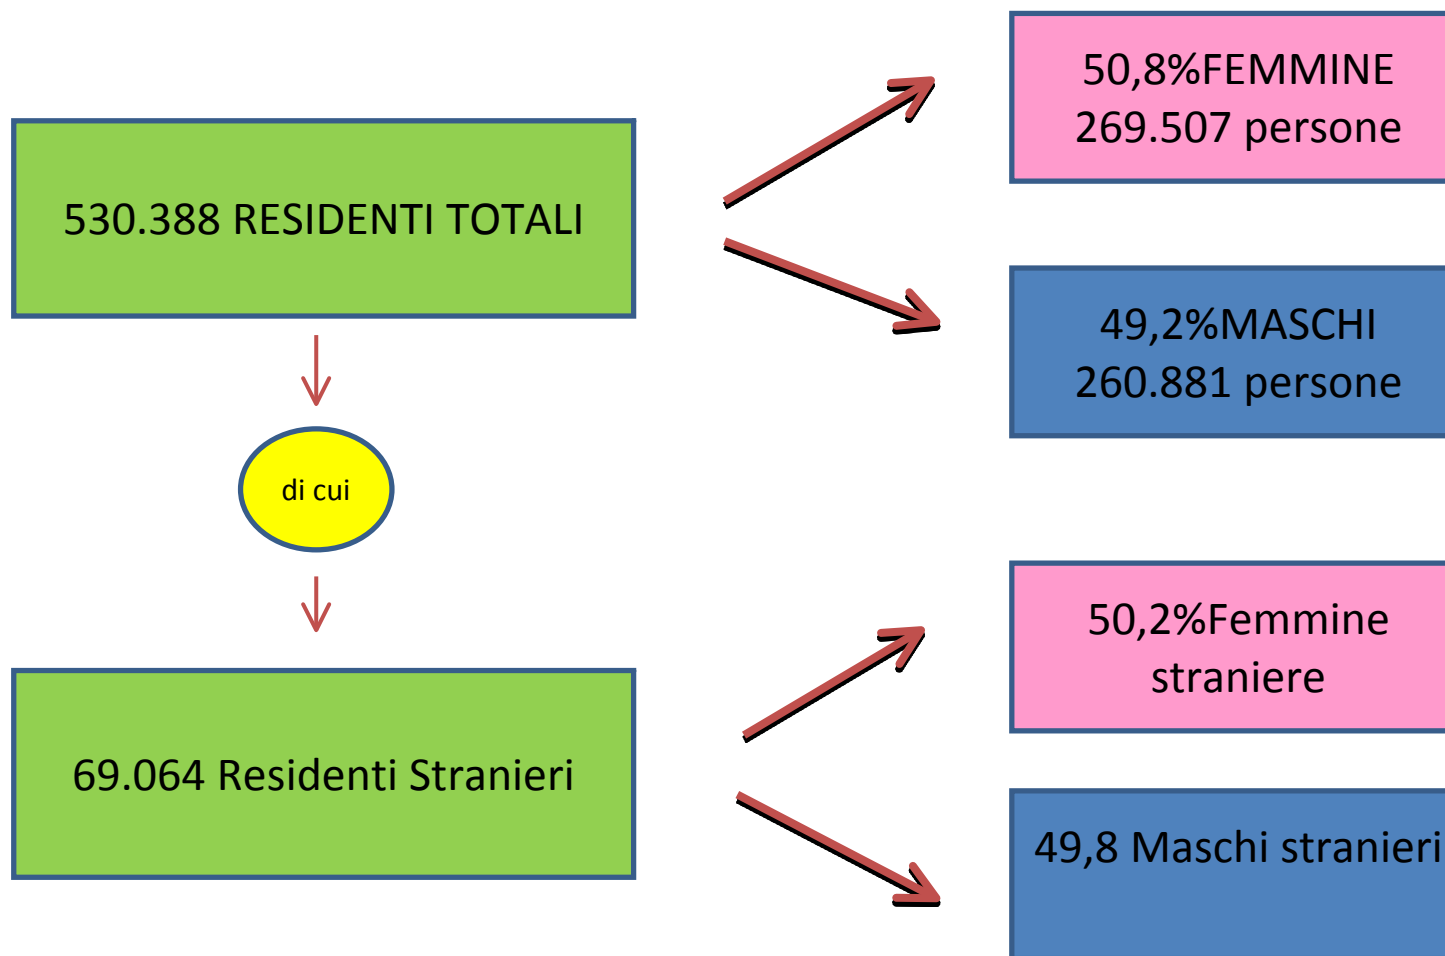 50,8%FEMMINE
269.507 persone
530.388 RESIDENTI TOTALI
49,2%MASCHI
260.881 persone
di cui
50,2%Femmine
straniere
69.064 Residenti Stranieri
49,8 Maschi stranieri